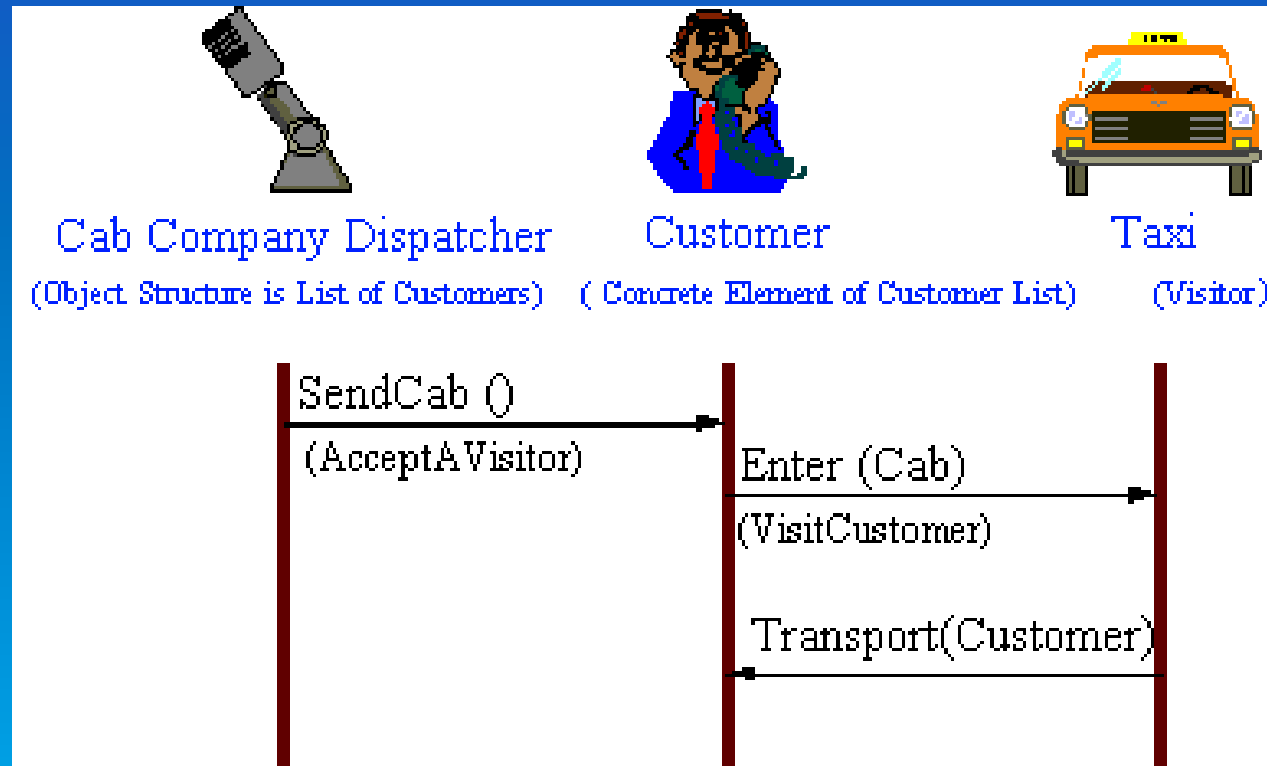 Cab Company Dispatcher
Customer
Taxi
(Object Structure is List of Customers)
( Concrete Element of Customer List)
(Visitor)
SendCab ()
(AcceptAVisitor)
Enter (Cab)
(VisitCustomer)
Transport(Customer)